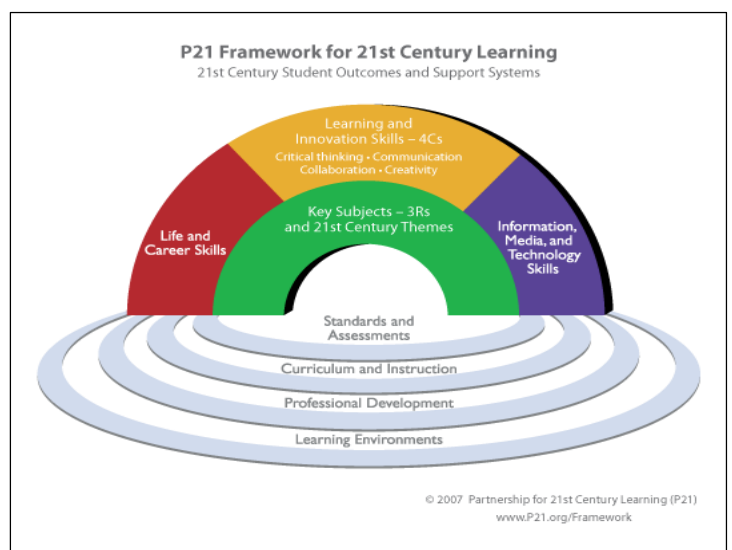 P21 Framework for 21st Century Learning
21st Century Student Outcomes and Support Systems
Learning and
Innovation Skills – 4Cs
Critical thinking • Communication
Collaboration • Creativity
Key Subjects – 3Rs
and 21st Century Themes
Life and
Career Skills
Information,
Media, and
Technology
Skills
Standards and
Assessments
Curriculum and Instruction
Professional Development
Learning Environments
© 2007 Partnership for 21st Century Learning (P21)
www.P21.org/Framework